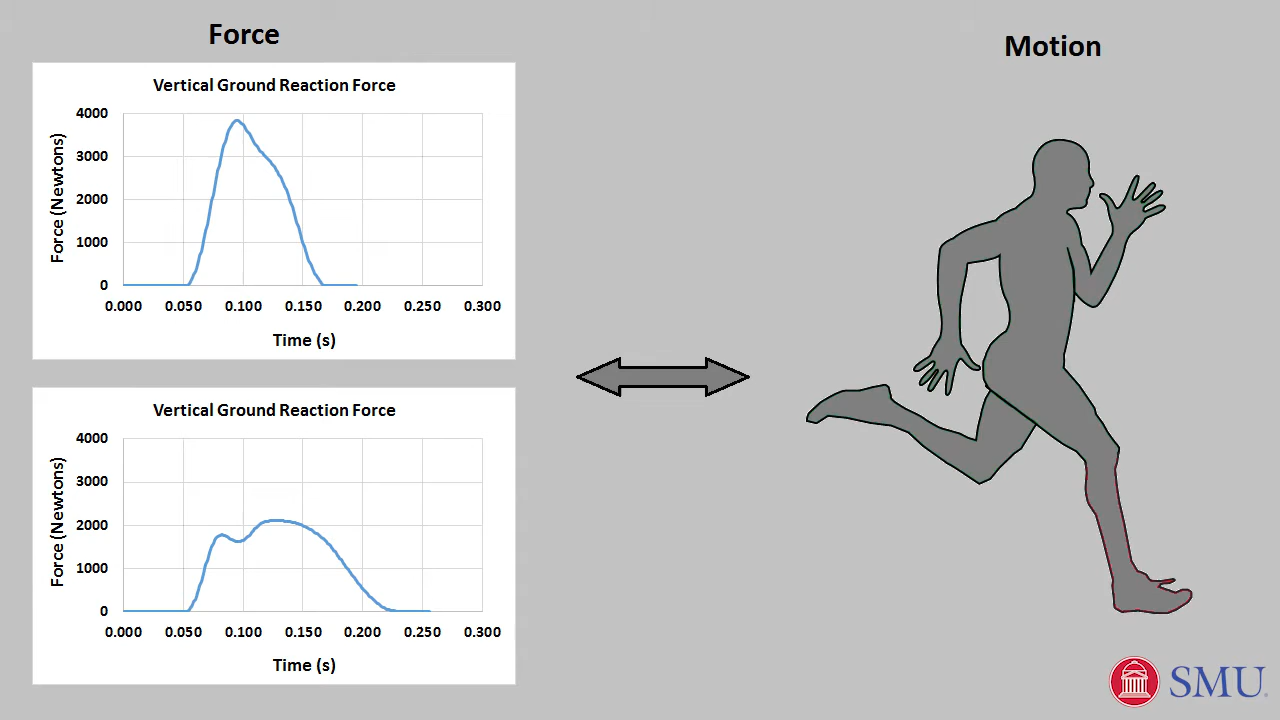 Force
Motion
Vertical Ground Reaction Force
Force (Newtons)
4000
3000
2000
1000
0
0.000 0.050 0.100 0.150 0.200 0.250 0.300
Time (s)
Vertical Ground Reaction Force
Force (Newtons)
4000
3000
2000
1000
0
0.000 0.050 0.100 0.150 0.200 0.250 0.300
Time (s)
SMU